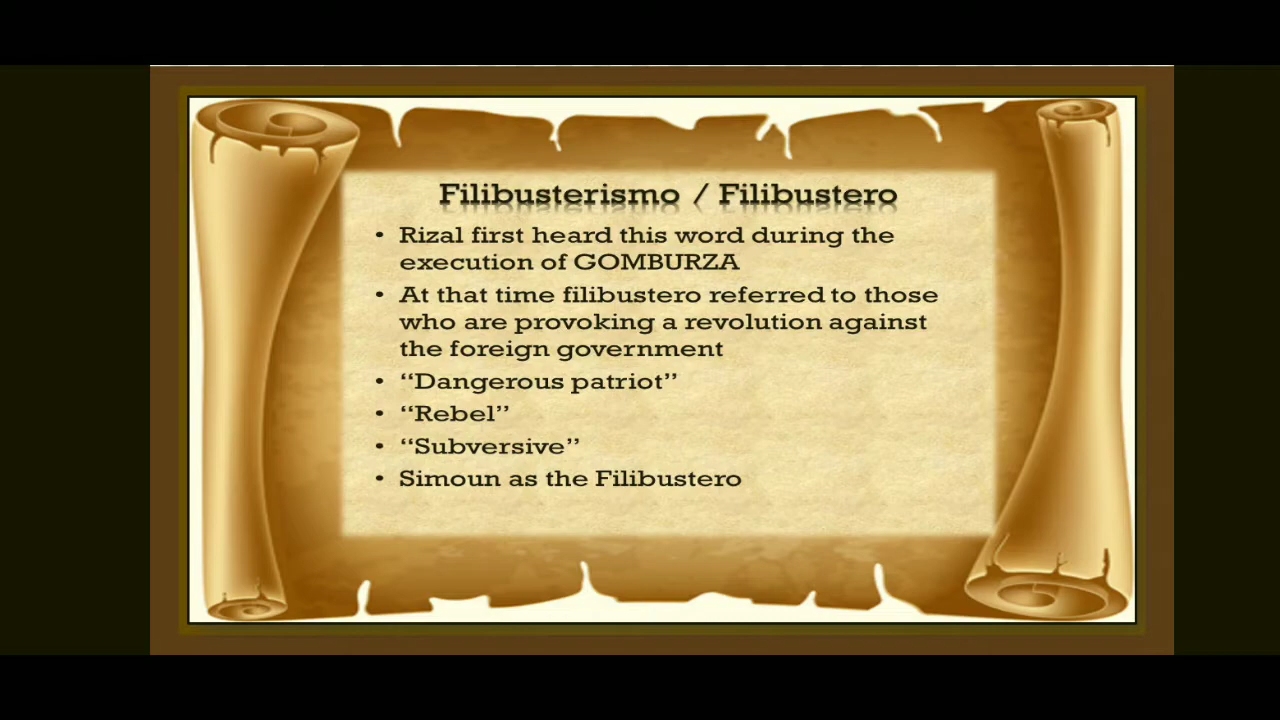 Filibusterismo / Filibustero
• Rizal first heard this word during the
execution of GOMBURZA
• At that time filibustero referred to those
who are provoking a revolution against
the foreign government
• “Dangerous patriot”
• “Rebel”
• “Subversive”
• Simoun as the Filibustero